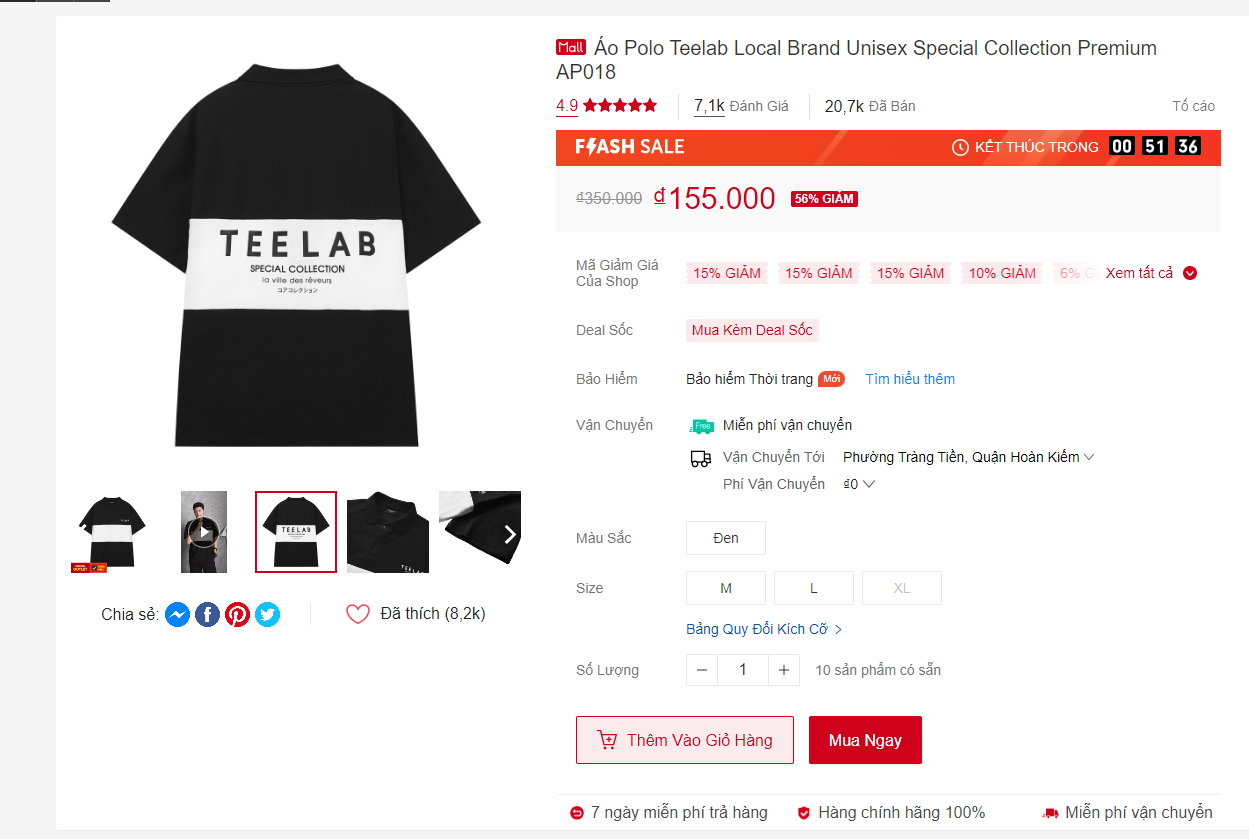 Mall Áo Polo Teelab Local Brand Unisex Special Collection Premium
AP018
4.9 7,1k Đánh Giá 20,7k Đã Bán Tố cáo
FLASH SALE KẾT THÚC TRONG 00 51 36
₫350.000 ₫155.000 56% GIẢM
Mã Giảm Giá
Của Shop
15% GIẢM 15% GIẢM 15% GIẢM 10% GIẢM 6% G Xem tất cả
Deal Sốc Mua Kèm Deal Sốc
Bảo Hiểm Bảo hiểm Thời trang Mới Tìm hiểu thêm
Vận Chuyển Free Miễn phí vận chuyển
Vận Chuyển Tới Phường Tràng Tiền, Quận Hoàn Kiếm
Phí Vận Chuyển ₫0
Màu Sắc Đen
Size M L XL
Bảng Quy Đổi Kích Cỡ
Số Lượng 1 10 sản phẩm có sẵn
Thêm Vào Giỏ Hàng Mua Ngay
7 ngày miễn phí trả hàng Hàng chính hãng 100% Miễn phí vận chuyển
TEELAB
SPECIAL COLLECTION
la ville des rêveurs
コアコレクション
TEELAB
TEELAB
Chia sẻ: Đã thích (8,2k)